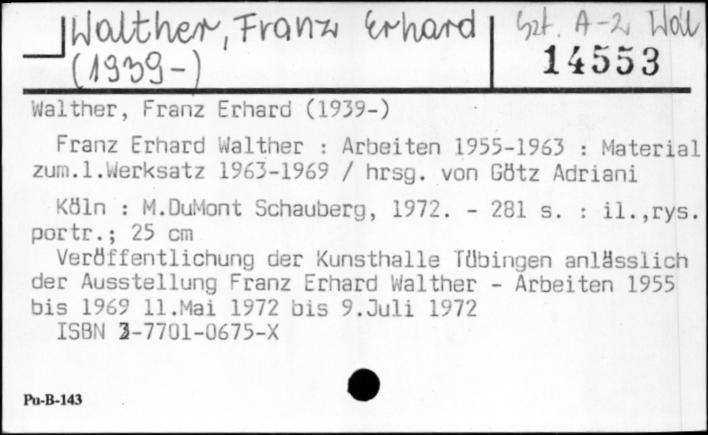 Walther, Franz Erhard
(1939-)
Szt. A-2 Wal
14553
Walther, Franz Erhard (1939-)
Franz Erhard Walther : Arbeiten 1955-1963 : Material
zum.1.Werksatz 1963-1969 / hrsg. von Götz Adriani
Köln : M.DuMont Schauberg, 1972. - 281 s. : il.,rys.
portr.; 25 cm
Veröffentlichung der Kunsthalle Tübingen anlässlich
der Ausstellung Franz Erhard Walther - Arbeiten 1955
bis 1969 11.Mai 1972 bis 9.Juli 1972
ISBN 3-7701-0675-X
Pu-B-143